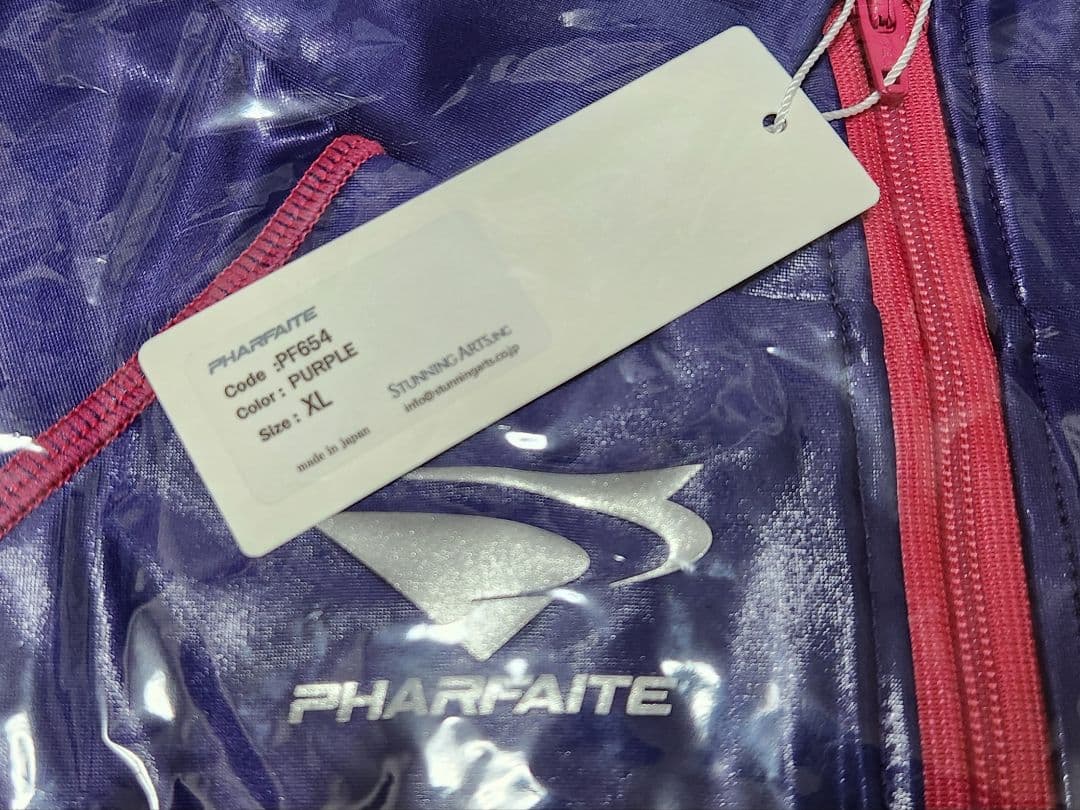 PHARFAITE
Code :PF654
Color: PURPLE
Size: XL
made in japan
STUNNING ARTS,INC
info@stunningarts.co.jp
PHARFAITE